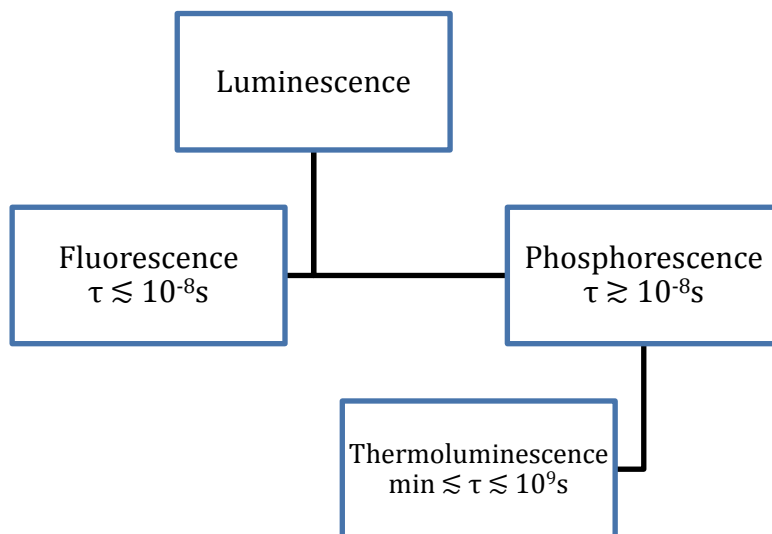 Luminescence
Fluorescence
τ ≲ 10⁻⁸s
Phosphorescence
τ ≳ 10⁻⁸s
Thermoluminescence
min ≲ τ ≲ 10⁹s